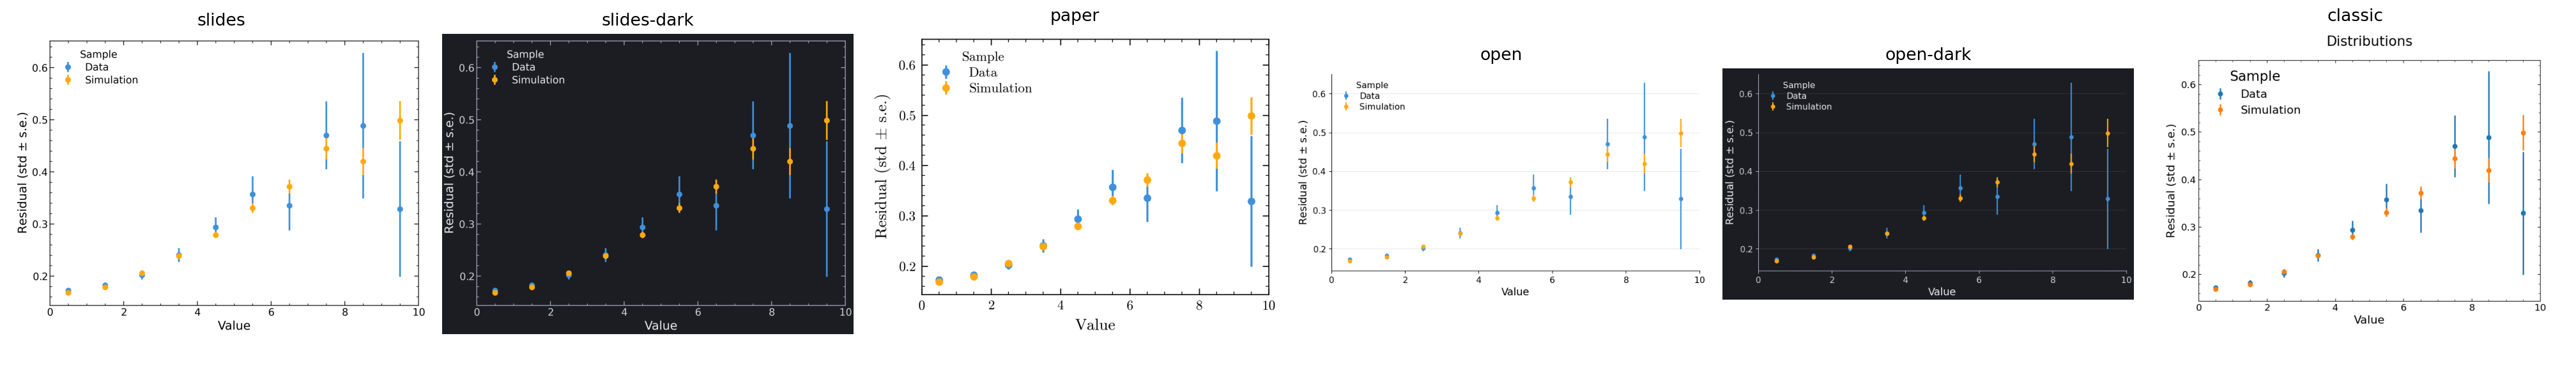 slides
Sample
Data
Simulation
Residual (std ± s.e.)
0.6
0.5
0.4
0.3
0.2
0 2 4 6 8 10
Value
slides-dark
Sample
Data
Simulation
Residual (std ± s.e.)
0.6
0.5
0.4
0.3
0.2
0 2 4 6 8 10
Value
paper
Sample
Data
Simulation
Residual (std ± s.e.)
0.6
0.5
0.4
0.3
0.2
0 2 4 6 8 10
Value
open
Sample
Data
Simulation
Residual (std ± s.e.)
0.6
0.5
0.4
0.3
0.2
0 2 4 6 8 10
Value
open-dark
Sample
Data
Simulation
Residual (std ± s.e.)
0.6
0.5
0.4
0.3
0.2
0 2 4 6 8 10
Value
classic
Distributions
Sample
Data
Simulation
Residual (std ± s.e.)
0.6
0.5
0.4
0.3
0.2
0 2 4 6 8 10
Value